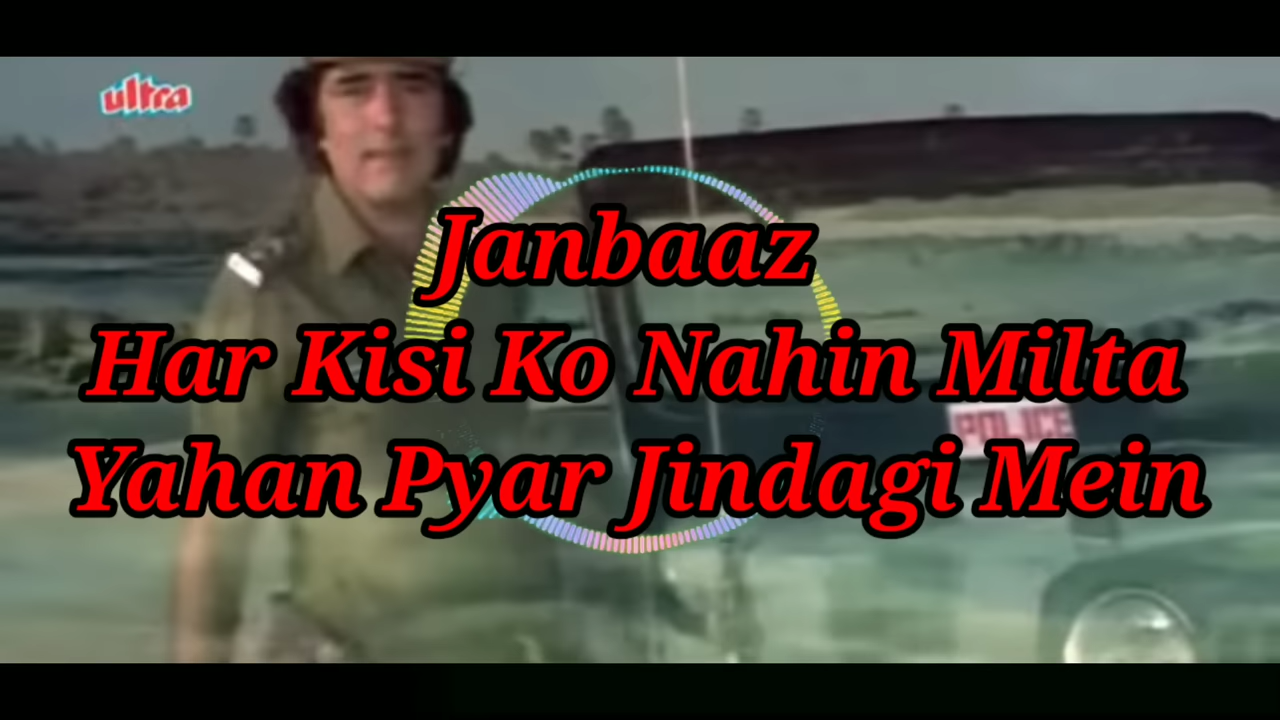 ultra
Janbaaz
Har Kisi Ko Nahin Milta
POLICE
Yahan Pyar Jindagi Mein